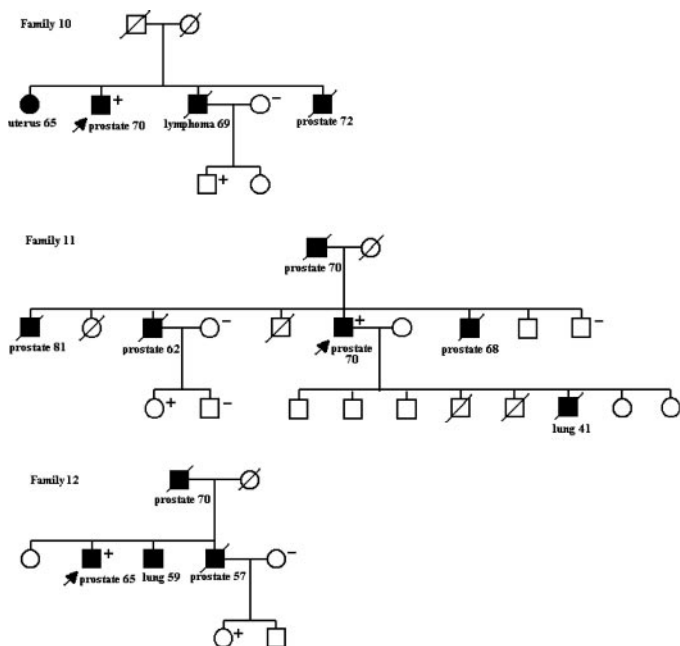 Family 10
+ -
uterus 65 prostate 70 lymphoma 69 prostate 72
+
Family 11
prostate 70
- + -
prostate 81 prostate 62 prostate prostate 68
70
+ -
lung 41
Family 12
prostate 70
+ -
prostate 65 lung 59 prostate 57
+